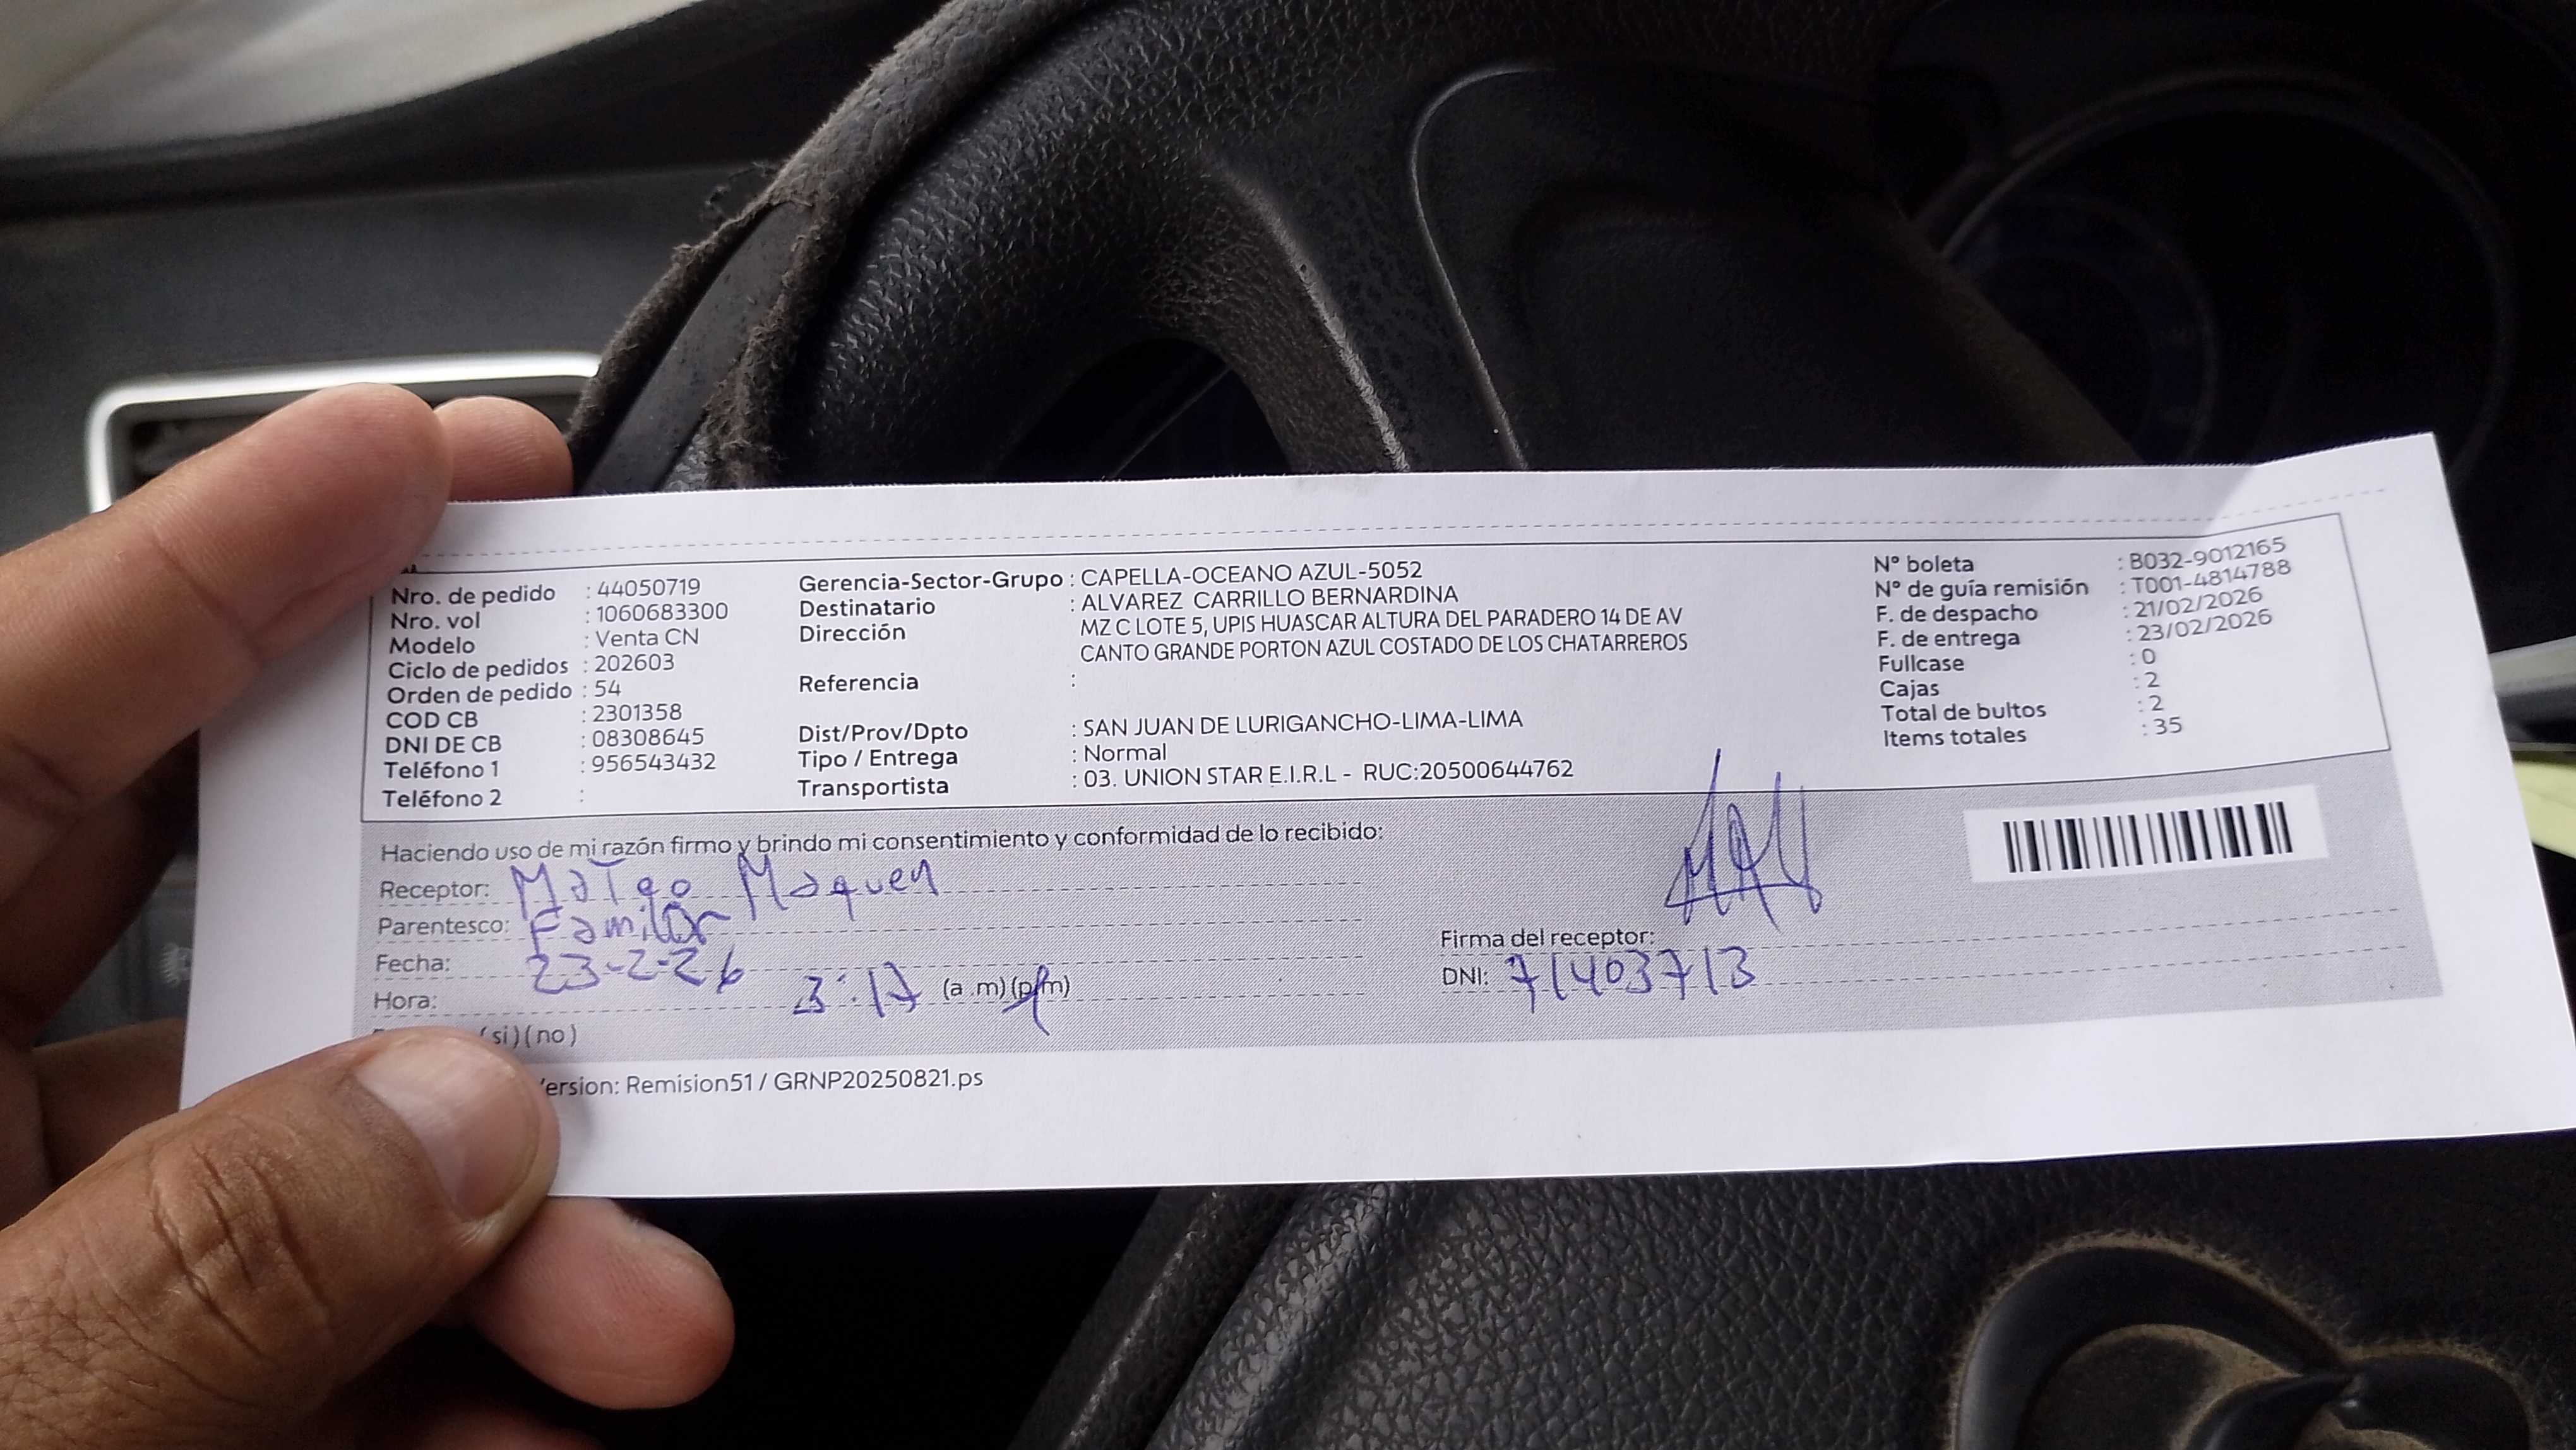 Nro. de pedido : 44050719
Nro. vol : 1060683300
Modelo : Venta CN
Ciclo de pedidos : 202603
Orden de pedido : 54
COD CB : 2301358
DNI DE CB : 08308645
Teléfono 1 : 956543432
Teléfono 2 :
Gerencia-Sector-Grupo : CAPELLA-OCEANO AZUL-5052
Destinatario : ALVAREZ CARRILLO BERNARDINA
Dirección MZ C LOTE 5, UPIS HUASCAR ALTURA DEL PARADERO 14 DE AV
CANTO GRANDE PORTON AZUL COSTADO DE LOS CHATARREROS
Referencia :
Dist/Prov/Dpto : SAN JUAN DE LURIGANCHO-LIMA-LIMA
Tipo / Entrega : Normal
Transportista : 03. UNION STAR E.I.R.L - RUC:20500644762
N° boleta : B032-9012165
N° de guía remisión : T001-4814788
F. de despacho : 21/02/2026
F. de entrega : 23/02/2026
Fullcase : 0
Cajas : 2
Total de bultos : 2
Items totales : 35
Haciendo uso de mi razón firmo y brindo mi consentimiento y conformidad de lo recibido:
Receptor: Mateo Maquen
Parentesco: Familiar
Fecha: 23-2-26
Hora: 3:17 (a .m) (p.m)
(si) (no)
Firma del receptor:
DNI: 71403713
ersion: Remision51 / GRNP20250821.ps